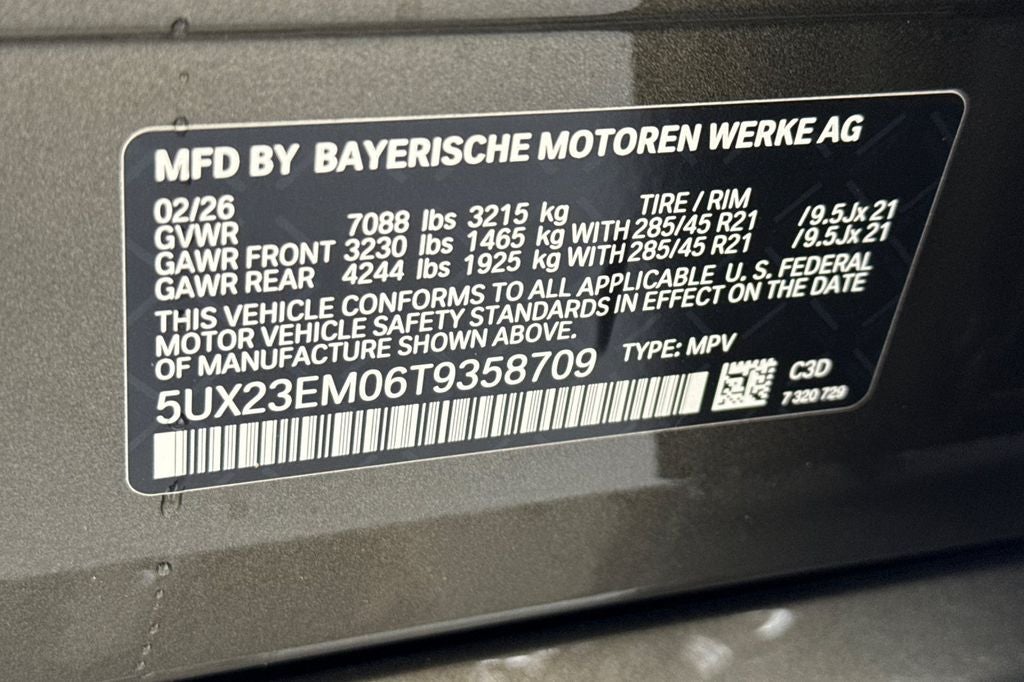 MFD BY BAYERISCHE MOTOREN WERKE AG
02/26 TIRE / RIM
GVWR 7088 lbs 3215 kg
GAWR FRONT 3230 lbs 1465 kg WITH 285/45 R21 /9.5Jx21
GAWR REAR 4244 lbs 1925 kg WITH 285/45 R21 /9.5Jx21
THIS VEHICLE CONFORMS TO ALL APPLICABLE U. S. FEDERAL
MOTOR VEHICLE SAFETY STANDARDS IN EFFECT ON THE DATE
OF MANUFACTURE SHOWN ABOVE.
TYPE: MPV
5UX23EM06T9358709
C3D
7 320 729